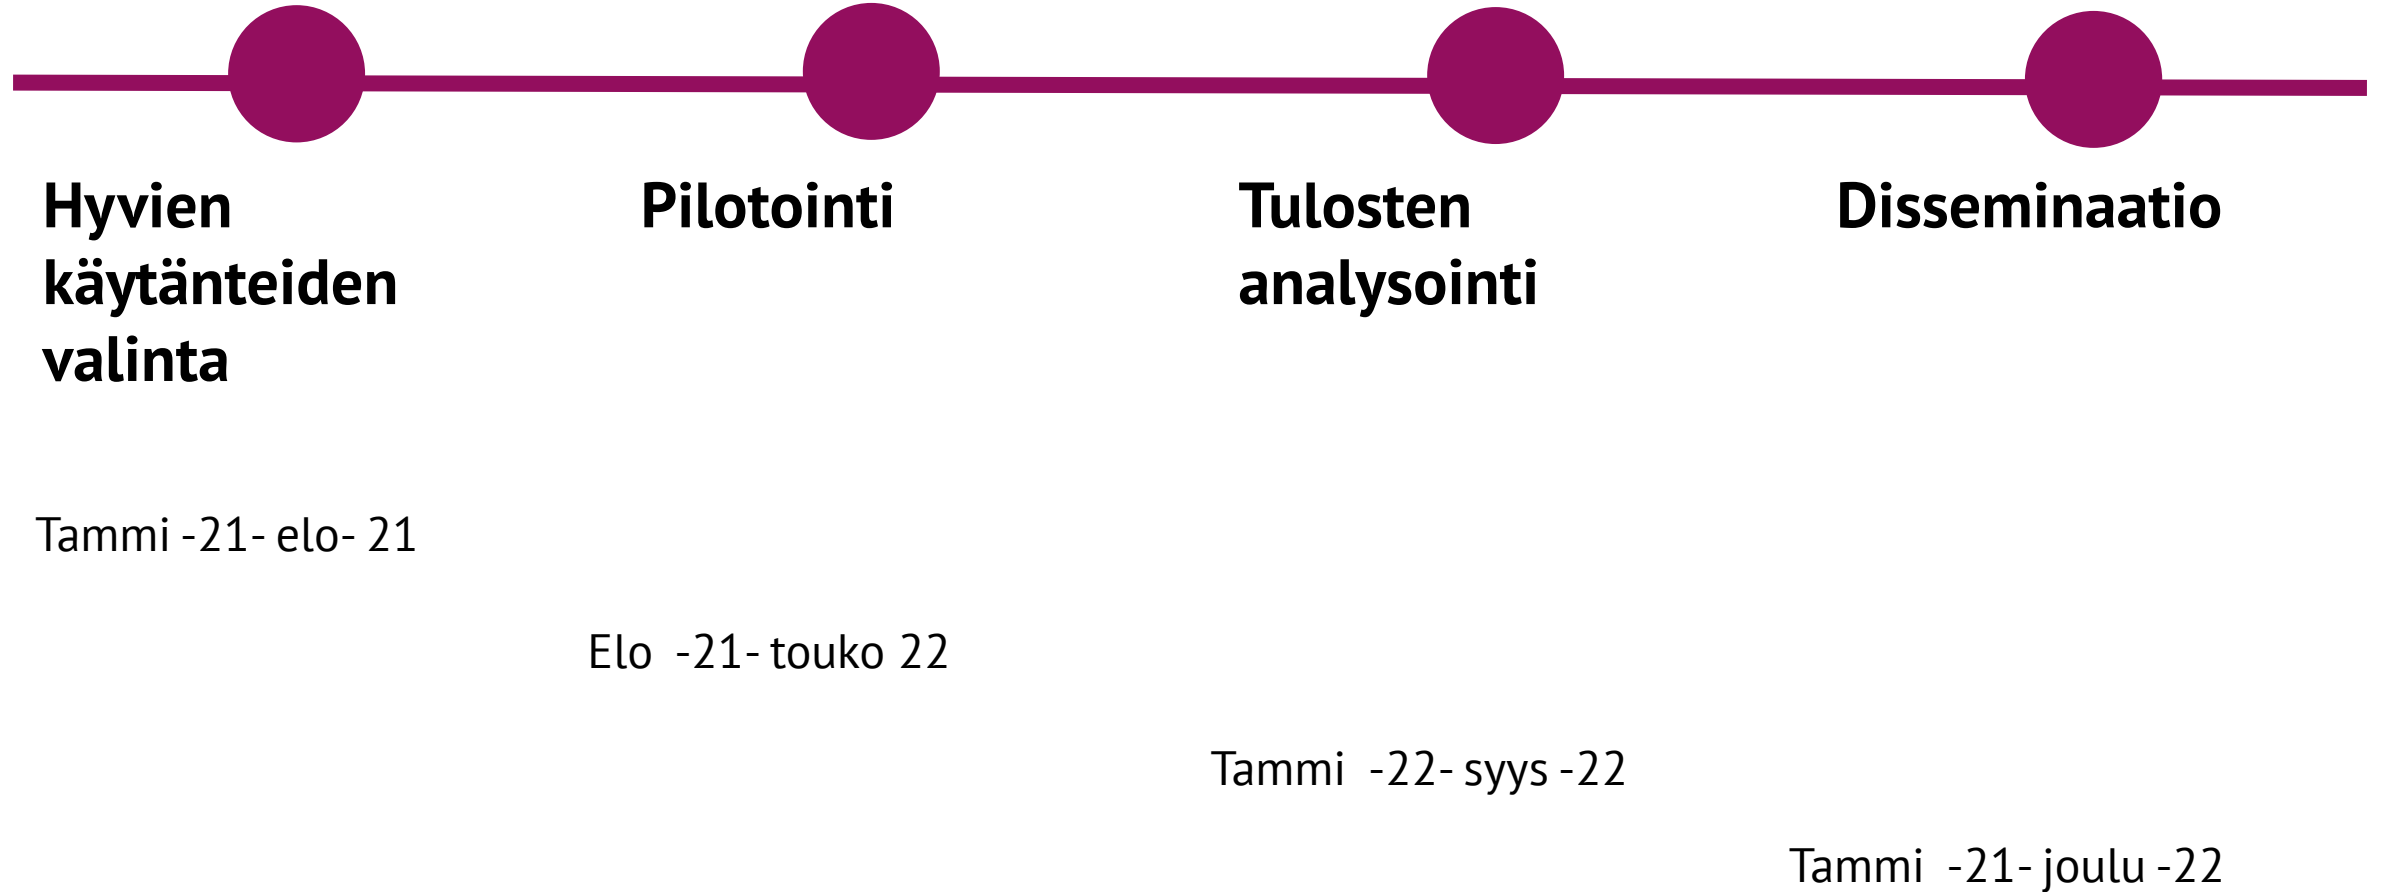 Hyvien
käytänteiden
valinta
Pilotointi
Tulosten
analysointi
Disseminaatio
Tammi -21- elo- 21
Elo  -21- touko 22
Tammi  -22- syys -22
Tammi  -21- joulu -22